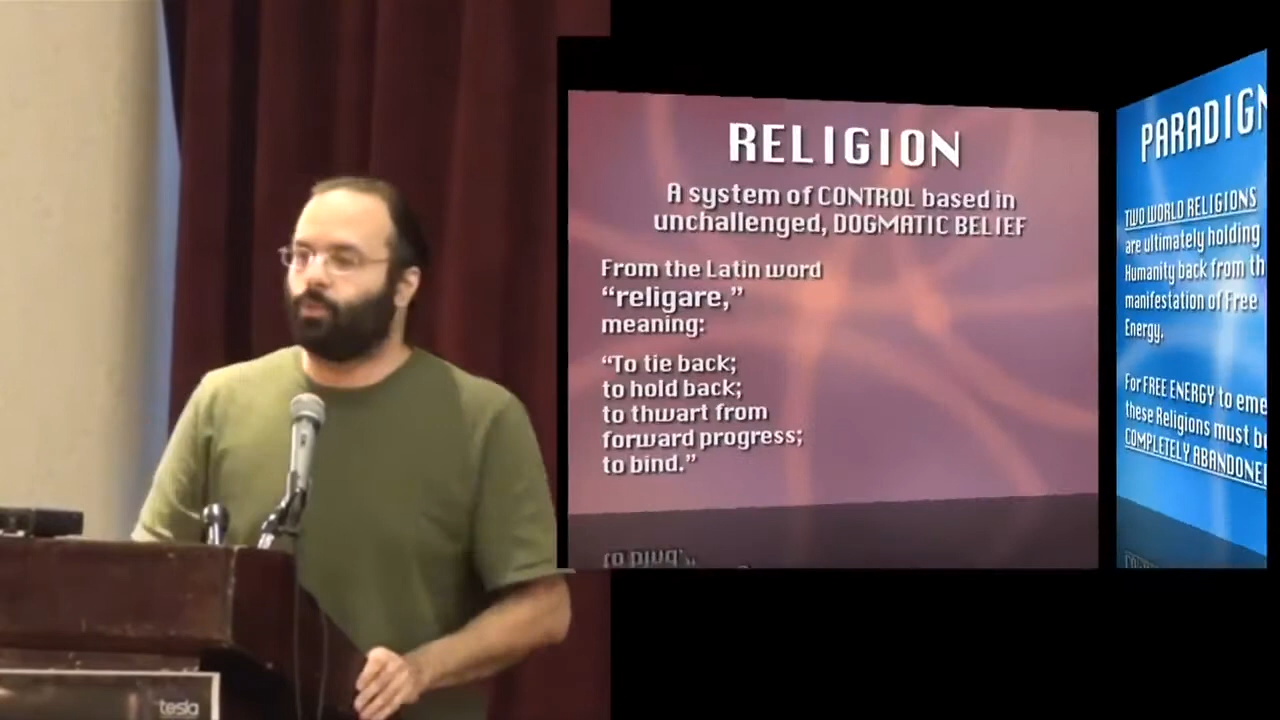 RELIGION
A system of CONTROL based in
unchallenged, DOGMATIC BELIEF
From the Latin word
“religare,”
meaning:
“To tie back;
to hold back;
to thwart from
forward progress;
to bind.”
PARADIGM
TWO WORLD RELIGIONS
are ultimately holding
Humanity back from th
manifestation of Free
Energy.
For FREE ENERGY to eme
these Religions must be
COMPLETELY ABANDONE
tesla